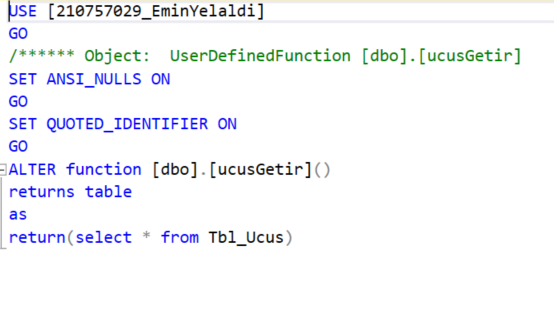 USE [210757029_EminYelaldi]
GO
/****** Object:  UserDefinedFunction [dbo].[ucusGetir]
SET ANSI_NULLS ON
GO
SET QUOTED_IDENTIFIER ON
GO
ALTER function [dbo].[ucusGetir]()
returns table
as
return(select * from Tbl_Ucus)